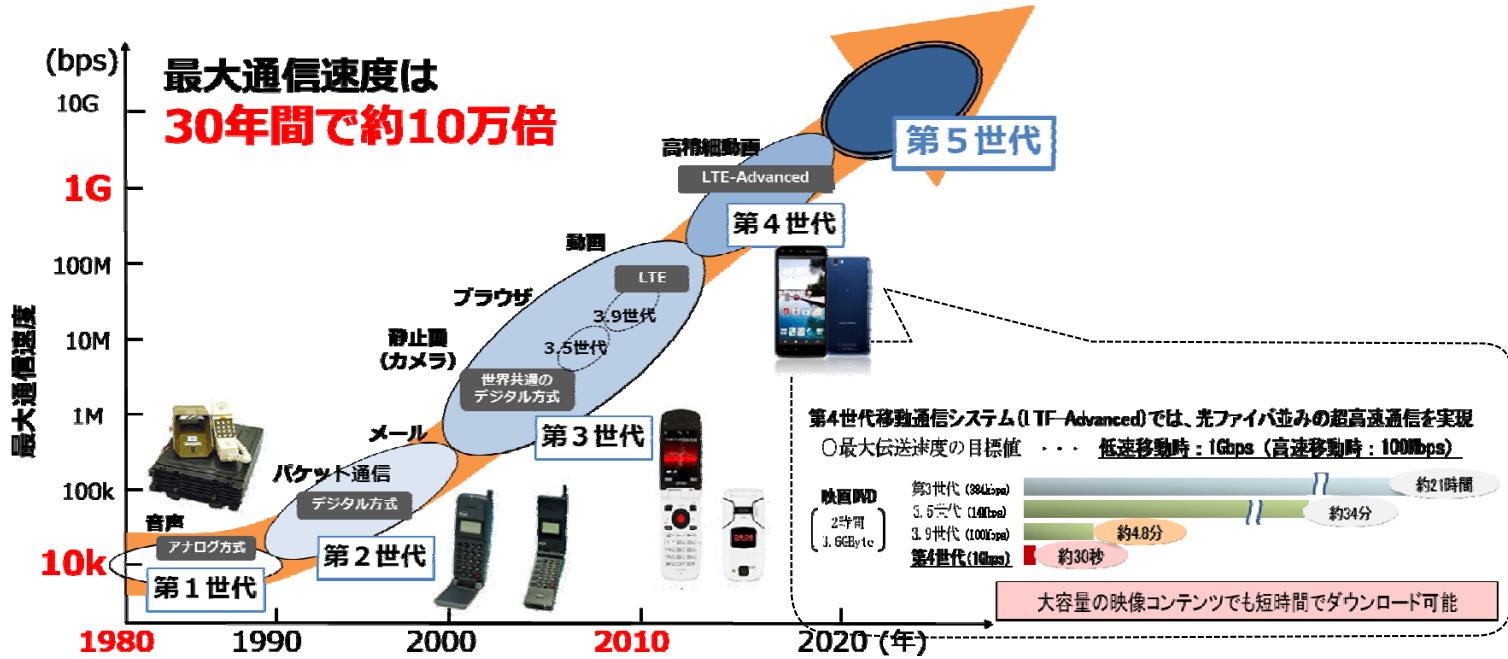 (bps)
最大通信速度は
30年間で約10万倍
10G
1G
100M
10M
1M
100k
10k
最大通信速度
1980
1990
2000
2010
2020 (年)
音声
アナログ方式
第1世代
パケット通信
メール
デジタル方式
第2世代
静止画
(カメラ)
ブラウザ
動画
世界共通の
デジタル方式
3.5世代
3.9世代
LTE
第3世代
高精細動画
LTE-Advanced
第4世代
第5世代
第4世代移動通信システム(LTE-Advanced)では、光ファイバ並みの超高速通信を実現
○最大伝送速度の目標値 ・・・ 低速移動時：1Gbps（高速移動時：100Mbps）
映画DVD
2時間
3.6GByte
第3世代 (384kbps) 約21時間
3.5世代 (14Mbps) 約34分
3.9世代 (100Mbps) 約4.8分
第4世代 (1Gbps) 約30秒
大容量の映像コンテンツでも短時間でダウンロード可能